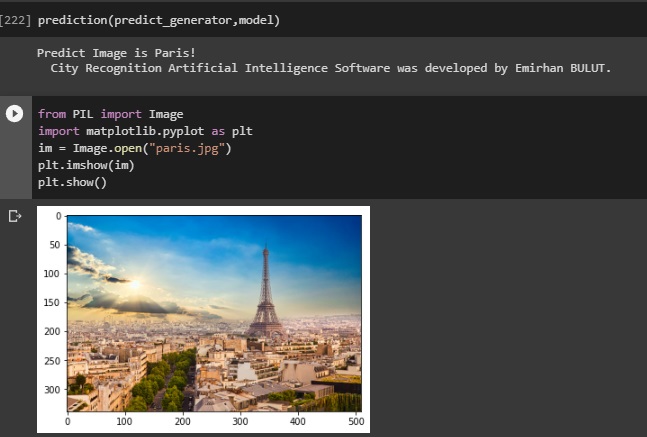 [222] prediction(predict_generator,model)
Predict Image is Paris!
City Recognition Artificial Intelligence Software was developed by Emirhan BULUT.
from PIL import Image
import matplotlib.pyplot as plt
im = Image.open("paris.jpg")
plt.imshow(im)
plt.show()
0
50
100
150
200
250
300
0 100 200 300 400 500